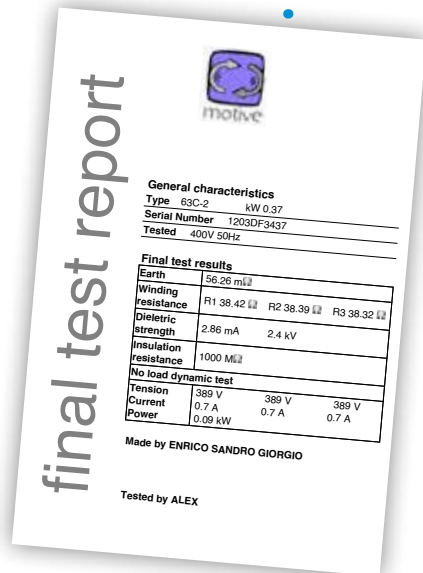 final test report
motive
General characteristics
Type 63C-2 kW 0.37
Serial Number 1203DF3437
Tested 400V 50Hz
Final test results
Earth 56.26 mΩ
Winding resistance R1 38.42 Ω R2 38.39 Ω R3 38.32 Ω
Dieletric strength 2.86 mA 2.4 kV
Insulation resistance 1000 MΩ
No load dynamic test
Tension 389 V 389 V 389 V
Current 0.7 A 0.7 A 0.7 A
Power 0.09 kW
Made by ENRICO SANDRO GIORGIO
Tested by ALEX